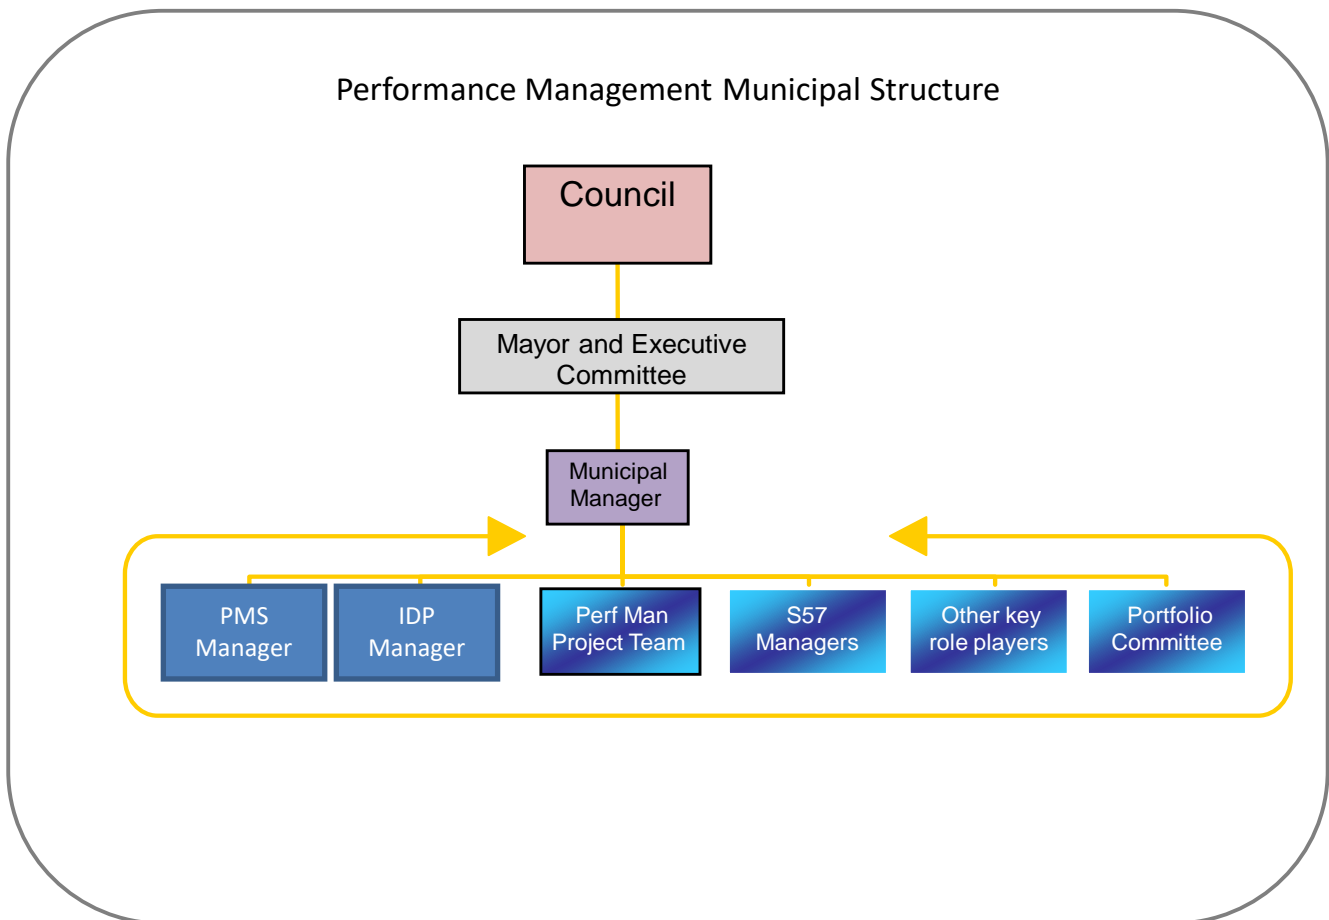 Performance Management Municipal Structure
Council
Mayor and Executive
Committee
Municipal
Manager
PMS
Manager
IDP
Manager
Perf Man
Project Team
S57
Managers
Other key
role players
Portfolio
Committee